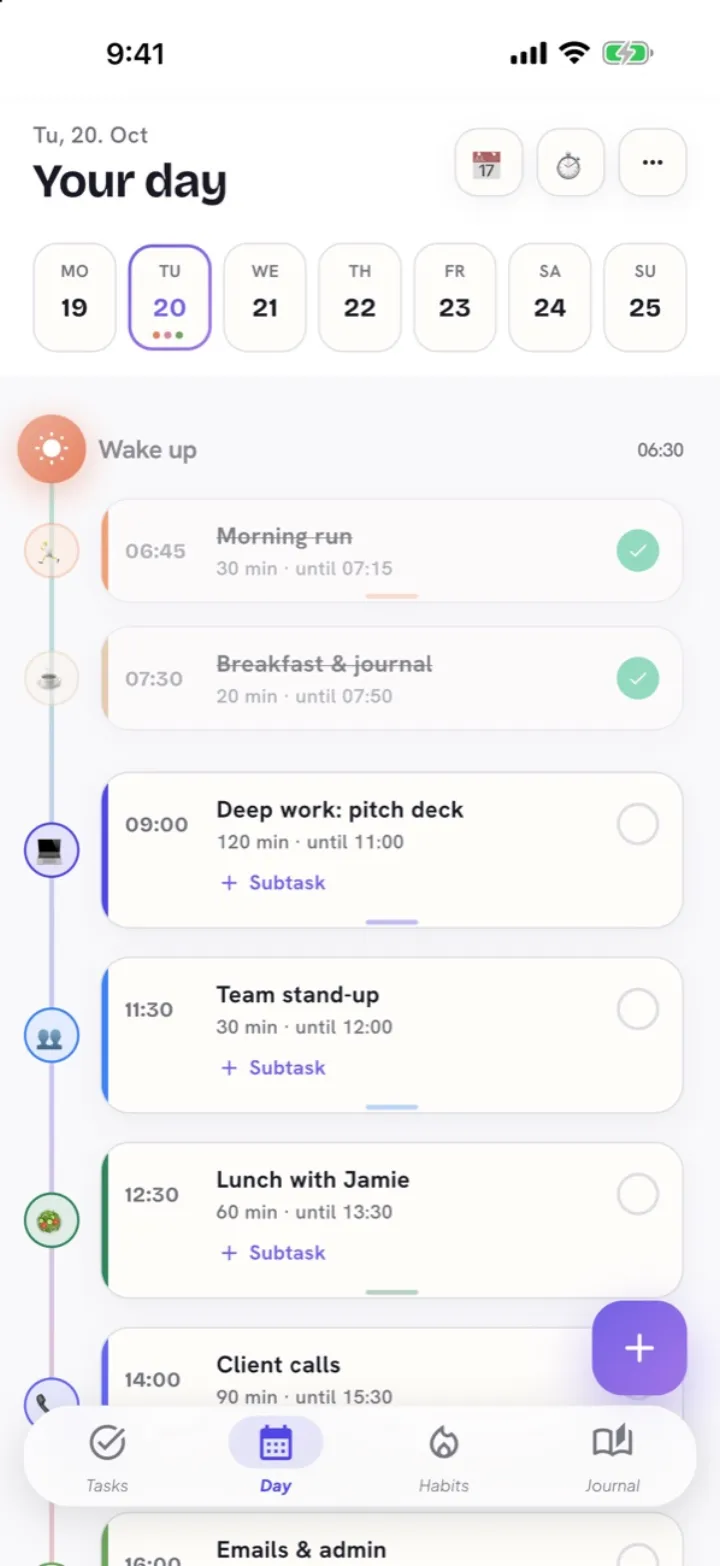 9:41
Tu, 20. Oct
Your day
17
MO TU WE TH FR SA SU
19 20 21 22 23 24 25
Wake up 06:30
06:45 Morning run
30 min · until 07:15
07:30 Breakfast & journal
20 min · until 07:50
09:00 Deep work: pitch deck
120 min · until 11:00
+ Subtask
11:30 Team stand-up
30 min · until 12:00
+ Subtask
12:30 Lunch with Jamie
60 min · until 13:30
+ Subtask
14:00 Client calls
90 min · until 15:30
Tasks Day Habits Journal
16:00 Emails & admin